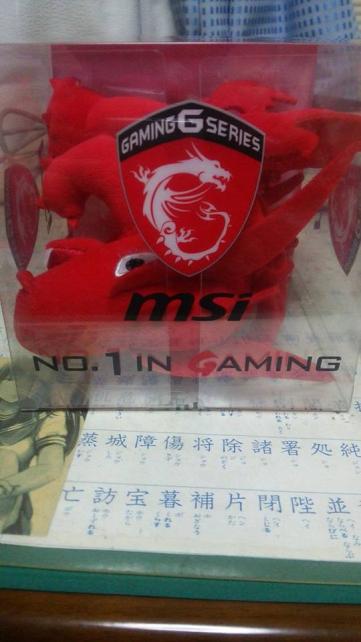 GAMING G SERIES
msi
NO.1 IN GAMING
蒸 城 障 傷 将 除 諸 署 処 純
亡 訪 宝 暮 補 片 閉 陛 並